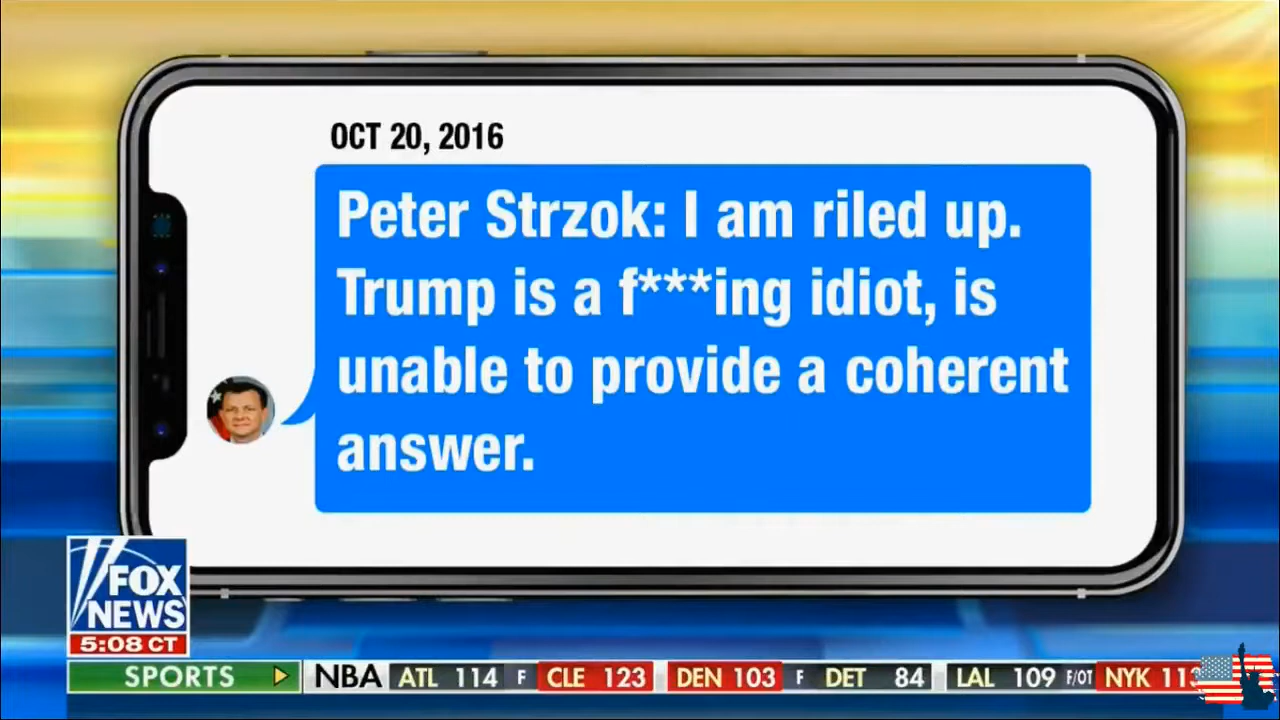 OCT 20, 2016
Peter Strzok: I am riled up.
Trump is a f***ing idiot, is
unable to provide a coherent
answer.
FOX
NEWS
5:08 CT
SPORTS NBA ATL 114 F CLE 123 DEN 103 F DET 84 LAL 109 F/OT NYK